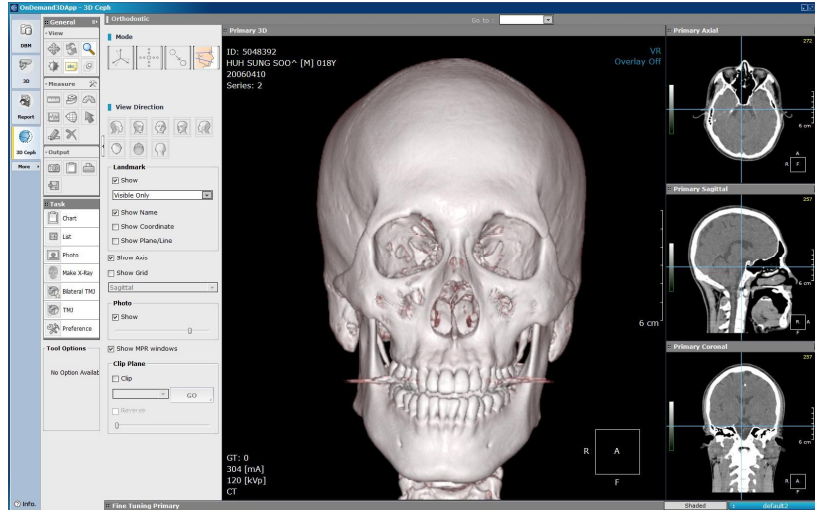 OnDemand3DApp - 3D Ceph
General
Orthodontic
Go to :
View
DBM
3D
Report
3D Ceph
More
Measure
Output
Task
Chart
List
Photo
Make X-Ray
Bilateral TMJ
TMJ
Preference
Tool Options
No Option Availab
Info.
Mode
View Direction
Landmark
Show
Visible Only
Show Name
Show Coordinate
Show Plane/Line
Show Axis
Show Grid
Sagittal
Photo
Show
Show MPR windows
Clip Plane
Clip
GO
Reverse
Fine Tuning Primary
Primary 3D
ID: 5048392
HUH SUNG SOO^ [M] 018Y
20060410
Series: 2
VR
Overlay Off
6 cm
GT: 0
304 [mA]
120 [kVp]
CT
R A
F
Primary Axial
272
6 cm
A
R F
Primary Sagittal
257
6 cm
R A
F
Primary Coronal
257
6 cm
R A
F
Shaded
default2